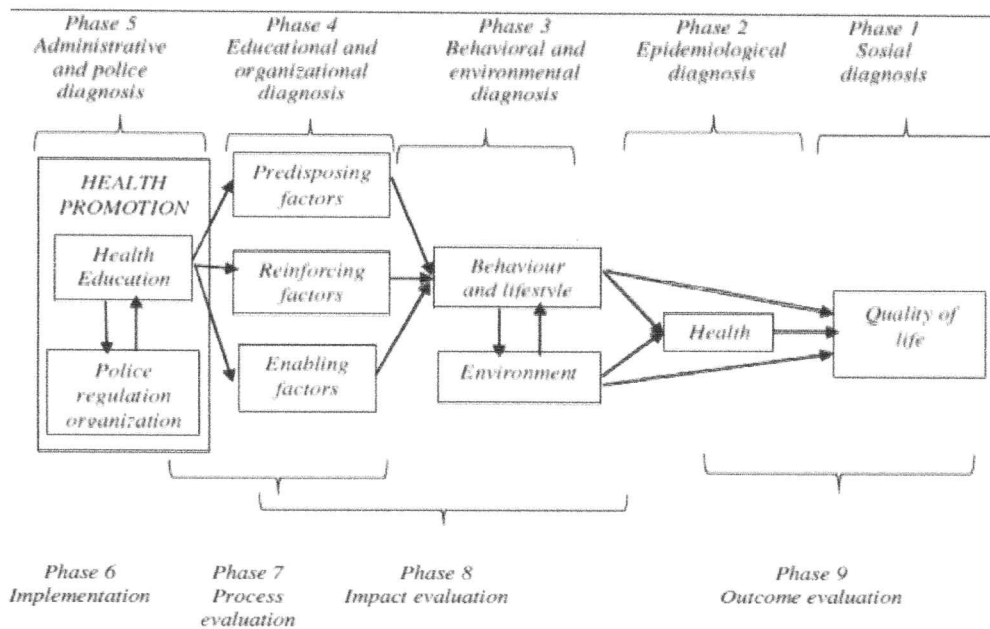 Phase 5
Administrative
and police
diagnosis
Phase 4
Educational and
organizational
diagnosis
Phase 3
Behavioral and
environmental
diagnosis
Phase 2
Epidemiological
diagnosis
Phase 1
Sosial
diagnosis
HEALTH
PROMOTION
Health
Education
Police
regulation
organization
Predisposing
factors
Reinforcing
factors
Enabling
factors
Behaviour
and lifestyle
Environment
Health
Quality of
life
Phase 6
Implementation
Phase 7
Process
evaluation
Phase 8
Impact evaluation
Phase 9
Outcome evaluation